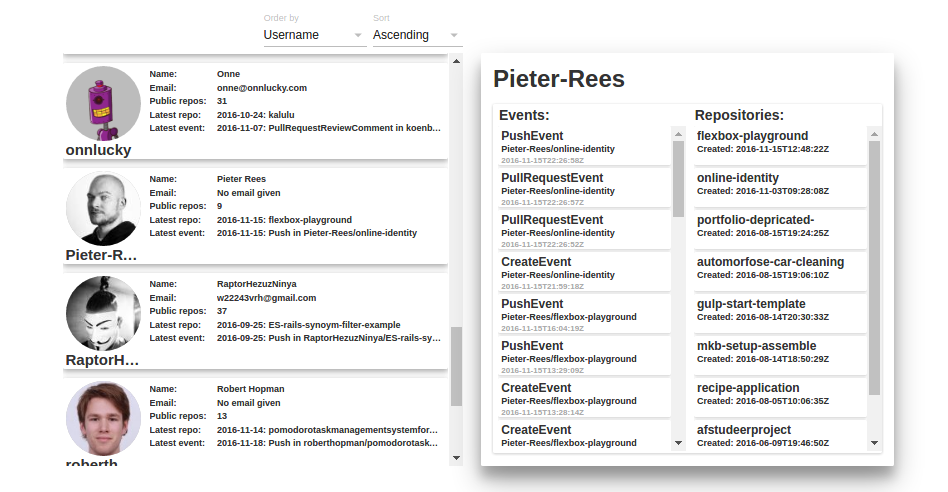 Order by
Sort
Username
Ascending
Name: Onne
Email: onne@onnlucky.com
Public repos: 31
Latest repo: 2016-10-24: kalulu
Latest event: 2016-11-07: PullRequestReviewComment in koenb...
onnlucky
Name: Pieter Rees
Email: No email given
Public repos: 9
Latest repo: 2016-11-15: flexbox-playground
Latest event: 2016-11-15: Push in Pieter-Rees/online-identity
Pieter-R...
Name: RaptorHezuzNinya
Email: w22243vrh@gmail.com
Public repos: 37
Latest repo: 2016-09-25: ES-rails-synoym-filter-example
Latest event: 2016-09-25: Push in RaptorHezuzNinya/ES-rails-sy...
RaptorH...
Name: Robert Hopman
Email: No email given
Public repos: 13
Latest repo: 2016-11-14: pomodorotaskmanagementsystemfor...
Latest event: 2016-11-18: Push in roberthopman/pomodorotask...
roberth
Pieter-Rees
Events:
PushEvent
Pieter-Rees/online-identity
2016-11-15T22:26:58Z
PullRequestEvent
Pieter-Rees/online-identity
2016-11-15T22:26:57Z
PullRequestEvent
Pieter-Rees/online-identity
2016-11-15T22:26:52Z
CreateEvent
Pieter-Rees/online-identity
2016-11-15T21:59:18Z
PushEvent
Pieter-Rees/flexbox-playground
2016-11-15T16:04:19Z
PushEvent
Pieter-Rees/flexbox-playground
2016-11-15T13:29:09Z
CreateEvent
Pieter-Rees/flexbox-playground
2016-11-15T13:28:14Z
CreateEvent
Pieter-Rees/flexbox-playground
Repositories:
flexbox-playground
Created: 2016-11-15T12:48:22Z
online-identity
Created: 2016-11-03T09:28:08Z
portfolio-depricated-
Created: 2016-08-15T19:24:25Z
automorfose-car-cleaning
Created: 2016-08-15T19:06:10Z
gulp-start-template
Created: 2016-08-14T20:30:33Z
mkb-setup-assemble
Created: 2016-08-14T18:50:29Z
recipe-application
Created: 2016-08-05T10:06:35Z
afstudeerproject
Created: 2016-06-09T19:46:50Z